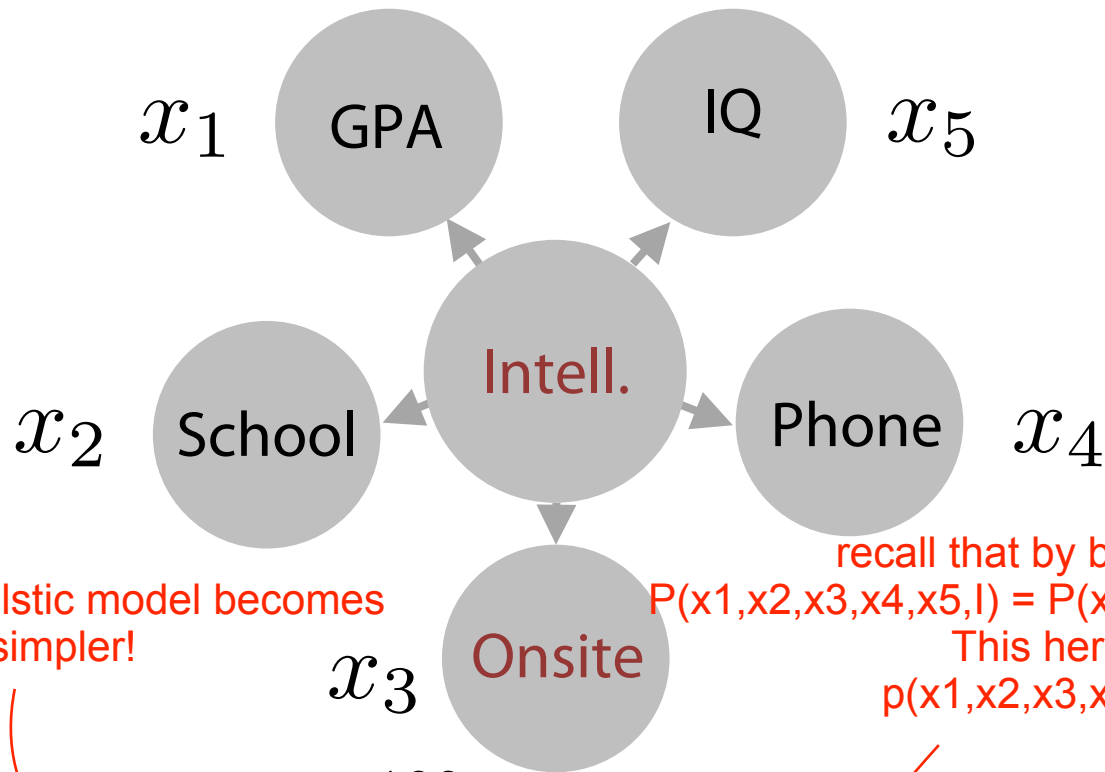 x1 GPA IQ x5
Intell.
x2 School Phone x4
recall that by b
lstic model becomes P(x1,x2,x3,x4,x5,I) = P(x
simpler! This her
x3 Onsite p(x1,x2,x3,x